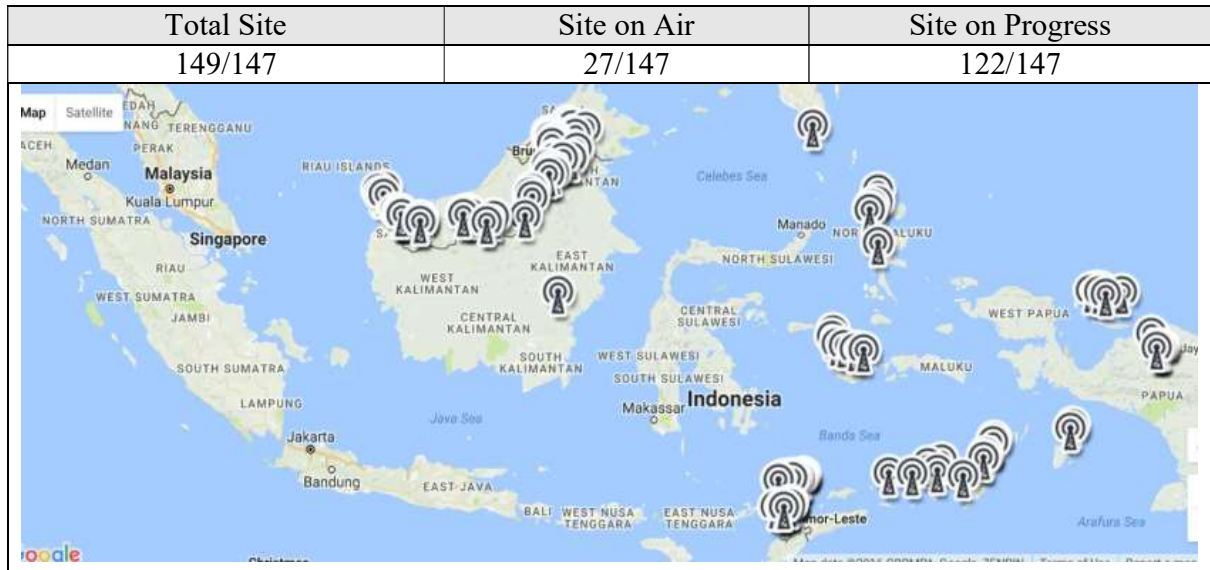 Total Site Site on Air Site on Progress
149/147 27/147 122/147
Map Satellite
EDAH
NANG TERENGGANU
ACEH
PERAK
Medan
Malaysia
Kuala Lumpur
RIAU ISLANDS
Celebes Sea
NORTH SUMATRA
Singapore
Manado
RIAU
EAST
KALIMANTAN
NORTH SULAWESI
WEST
KALIMANTAN
WEST SUMATRA
JAMBI
CENTRAL
KALIMANTAN
CENTRAL
SULAWESI
WEST PAPUA
SOUTH SUMATRA
SOUTH
KALIMANTAN
WEST SULAWESI
SOUTH SULAWESI
MALUKU
PAPUA
LAMPUNG
Java Sea
Makassar
Indonesia
Jakarta
Banda Sea
Bandung
EAST JAVA
BALI
WEST NUSA
TENGGARA
EAST NUSA
TENGGARA
mor-Leste
Arafura Sea
oogle